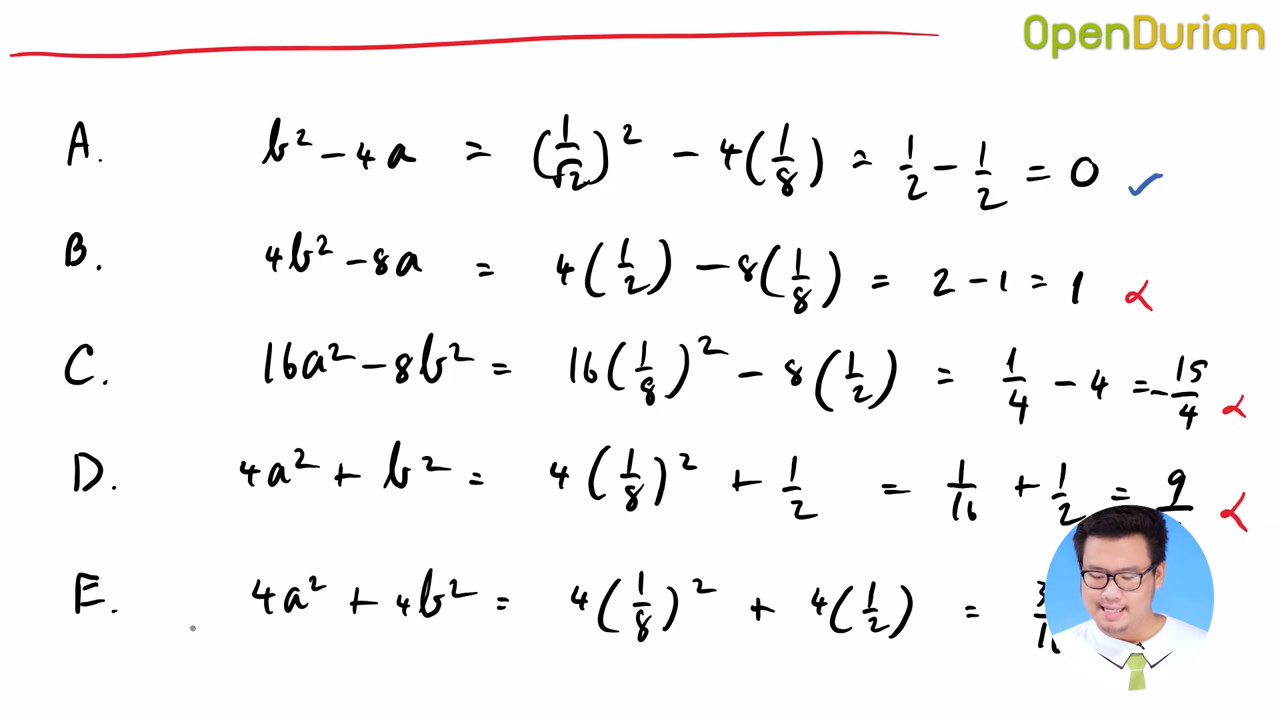 OpenDurian
A. b² - 4a = (1/√2)² - 4(1/8) = 1/2 - 1/2 = 0 ✓
B. 4b² - 8a = 4(1/2) - 8(1/8) = 2 - 1 = 1 ✗
C. 16a² - 8b² = 16(1/8)² - 8(1/2) = 1/4 - 4 = -15/4 ✗
D. 4a² + b² = 4(1/8)² + 1/2 = 1/16 + 1/2 = 9 ✗
E. 4a² + 4b² = 4(1/8)² + 4(1/2) =